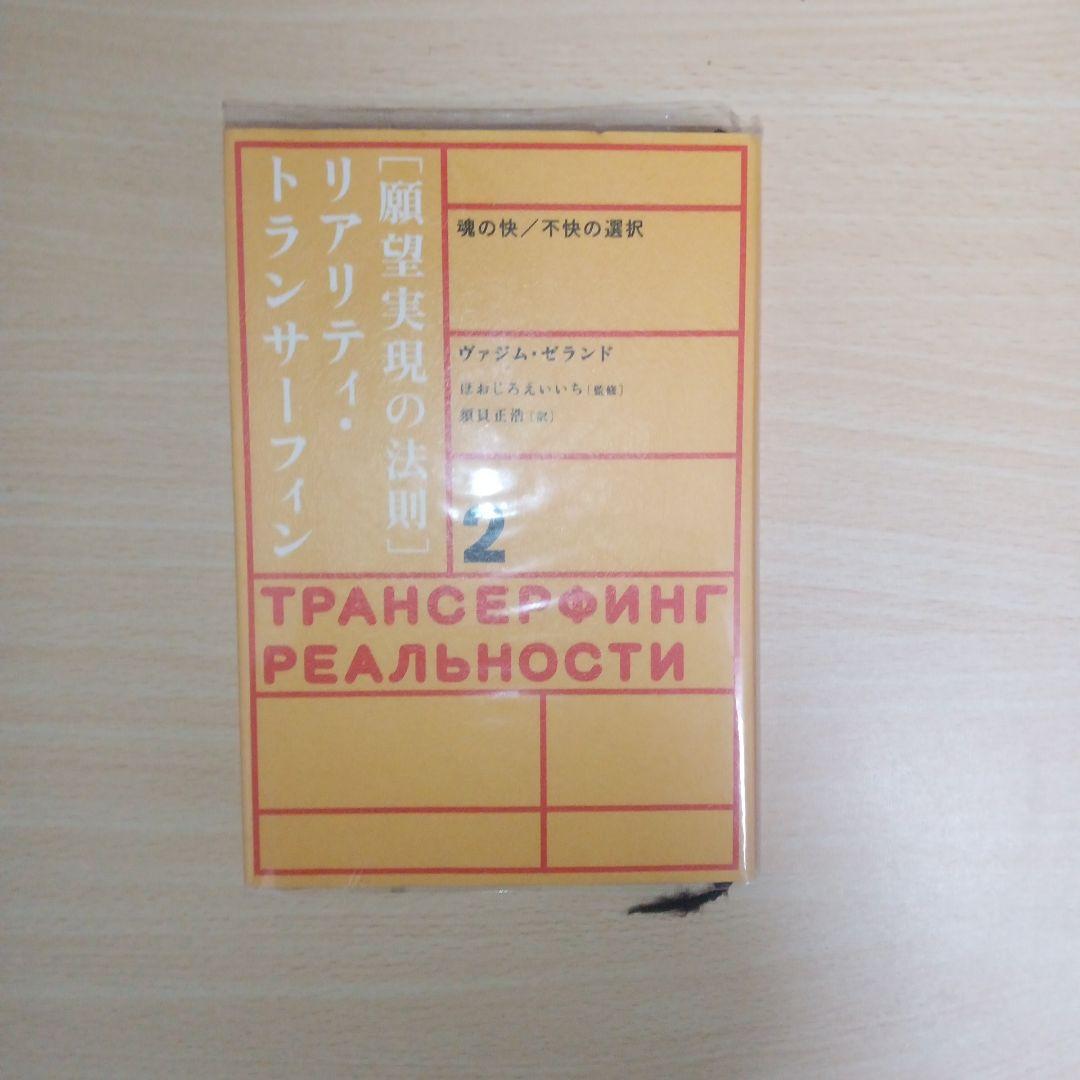 ［願望実現の法則］
リアリティ・
トランサーフィン
魂の快／不快の選択
ヴァジム・ゼランド
ほおじろえいいち［監修］
須貝正浩［訳］
2
ТРАНСЕРФИНГ
РЕАЛЬНОСТИ